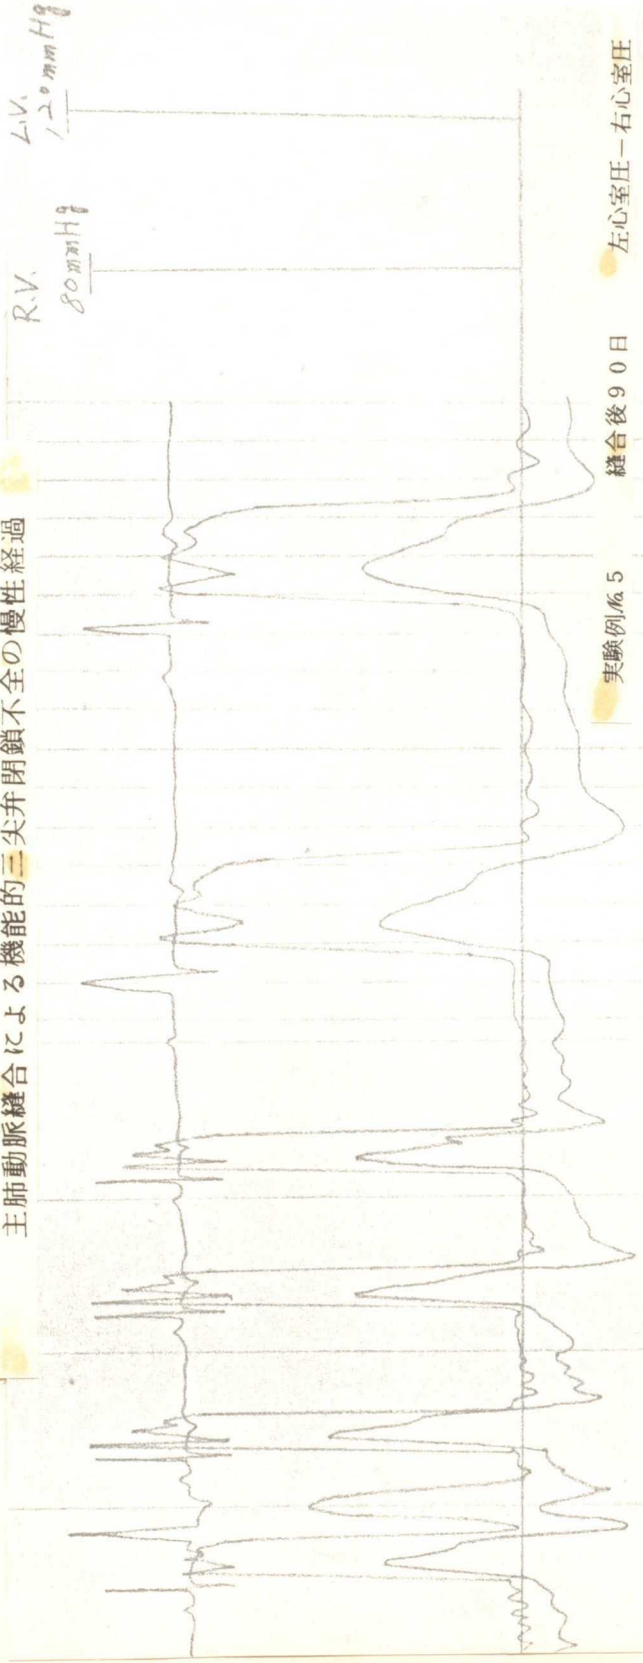 主肺動脈縫合による機能的三尖弁閉鎖不全の慢性経過
R.V.
80mmHg
L.V.
120mmHg
実験例№5 縫合後90日 左心室圧－右心室圧